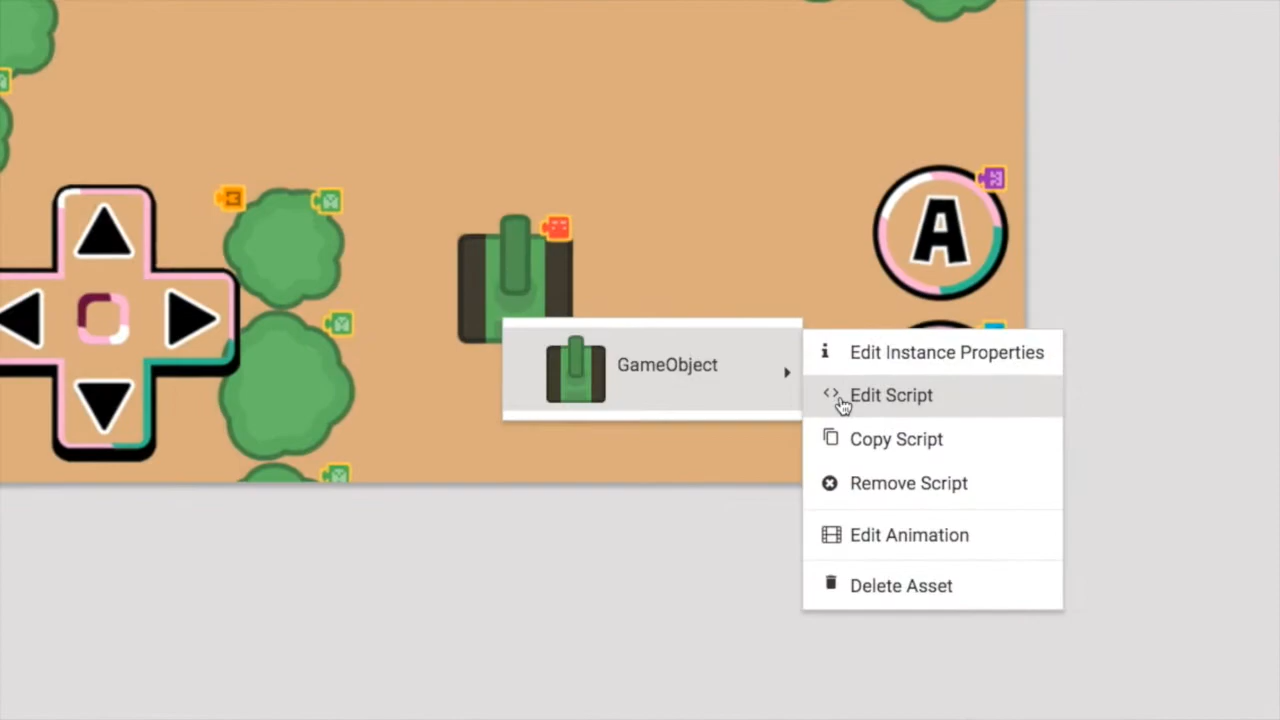 A
GameObject
Edit Instance Properties
Edit Script
Copy Script
Remove Script
Edit Animation
Delete Asset